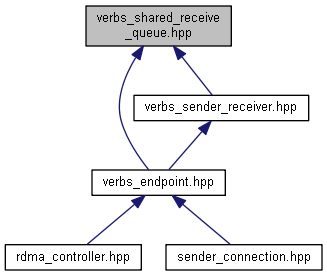 verbs_shared_receive
_queue.hpp
verbs_sender_receiver.hpp
verbs_endpoint.hpp
rdma_controller.hpp
sender_connection.hpp